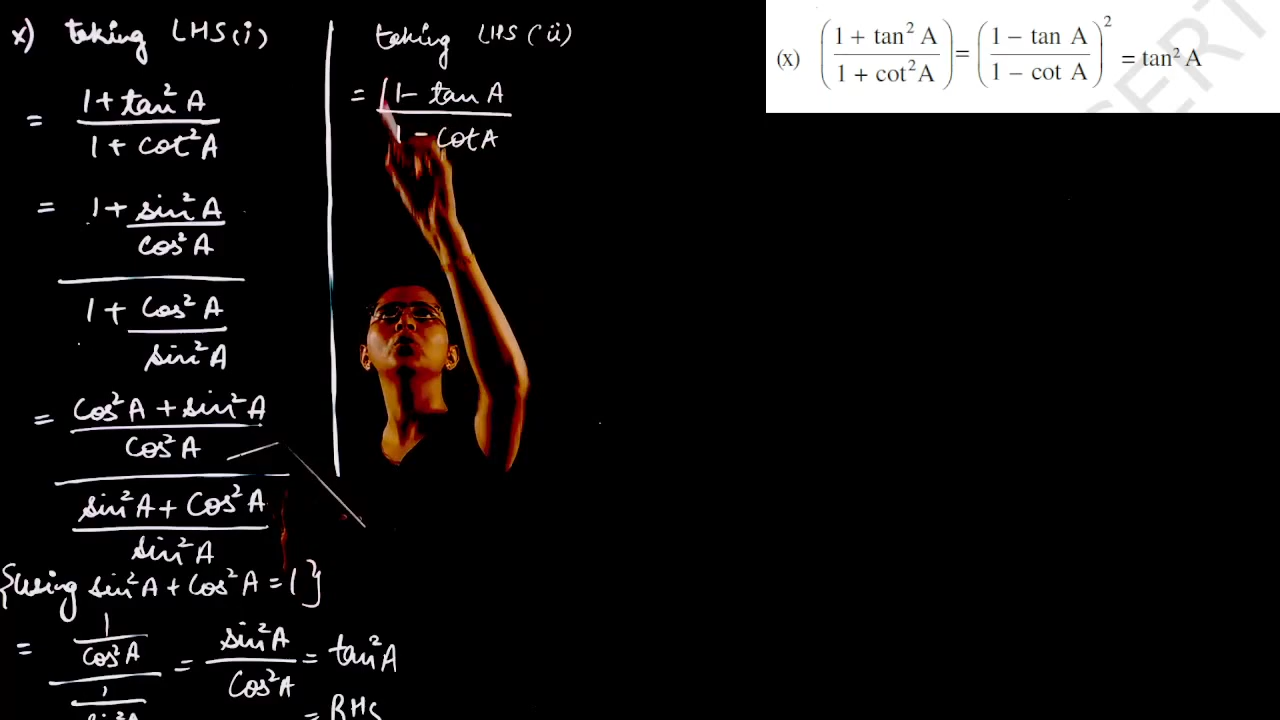 x) taking LHS(i)
= 1 + tan²A
1 + cot²A
= 1 + sin²A
cos²A
1 + cos²A
sin²A
= cos²A + sin²A
cos²A
sin²A + cos²A
sin²A
{using sin²A + cos²A = 1}
= 1
cos²A
1
sin²A
= sin²A
cos²A
= tan²A
= RHS
taking LHS(ii)
= (1 - tan A
1 - cot A
(x) (1 + tan² A
1 + cot² A) = (1 − tan A
1 − cot A)² = tan² A